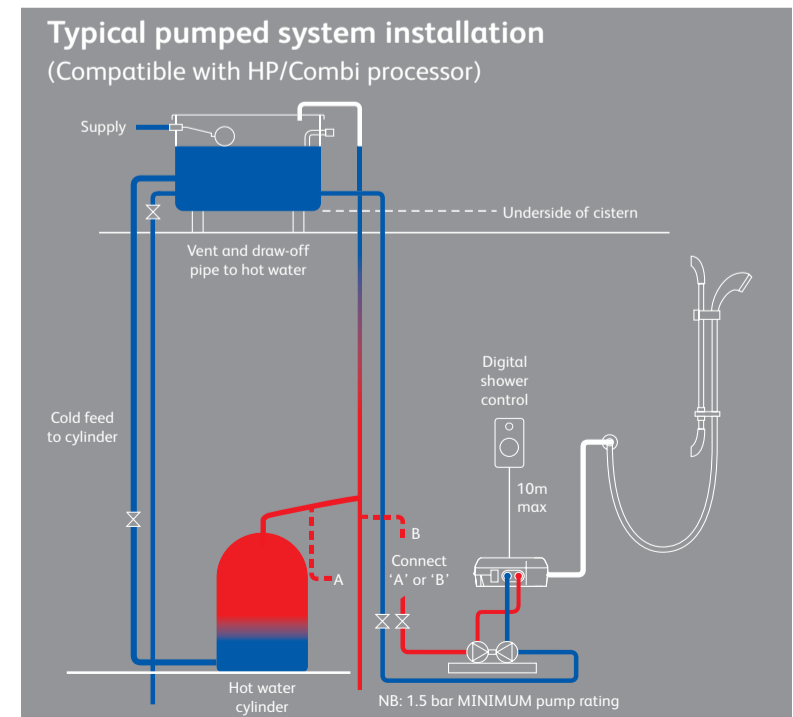 Typical pumped system installation
(Compatible with HP/Combi processor)
Supply
Underside of cistern
Vent and draw-off
pipe to hot water
Digital
shower
control
Cold feed
to cylinder
10m
max
B
Connect
‘A’ or ‘B’
A
Hot water
cylinder
NB: 1.5 bar MINIMUM pump rating